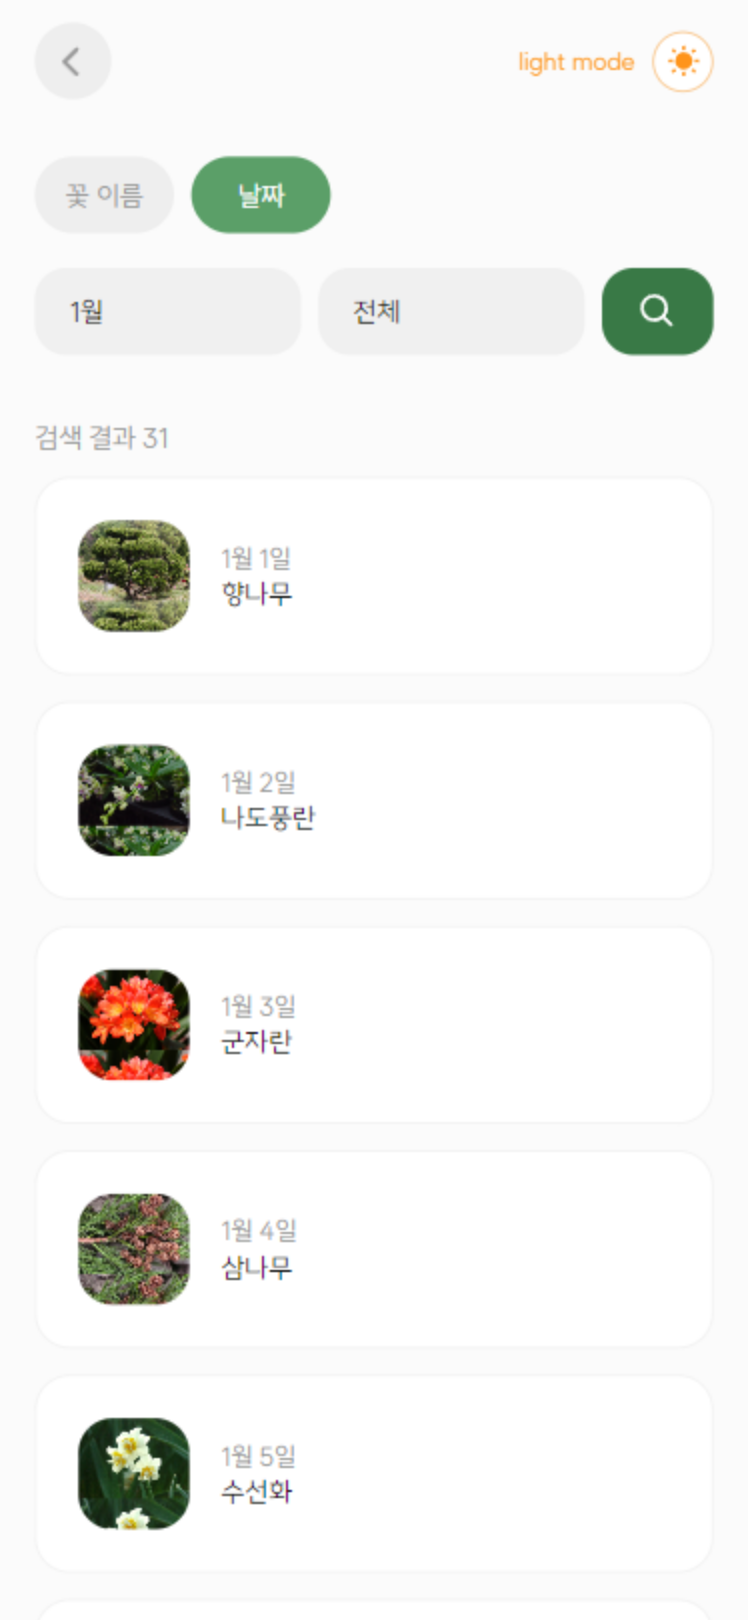 light mode
꽃 이름
날짜
1월
전체
검색 결과 31
1월 1일
향나무
1월 2일
나도풍란
1월 3일
군자란
1월 4일
삼나무
1월 5일
수선화